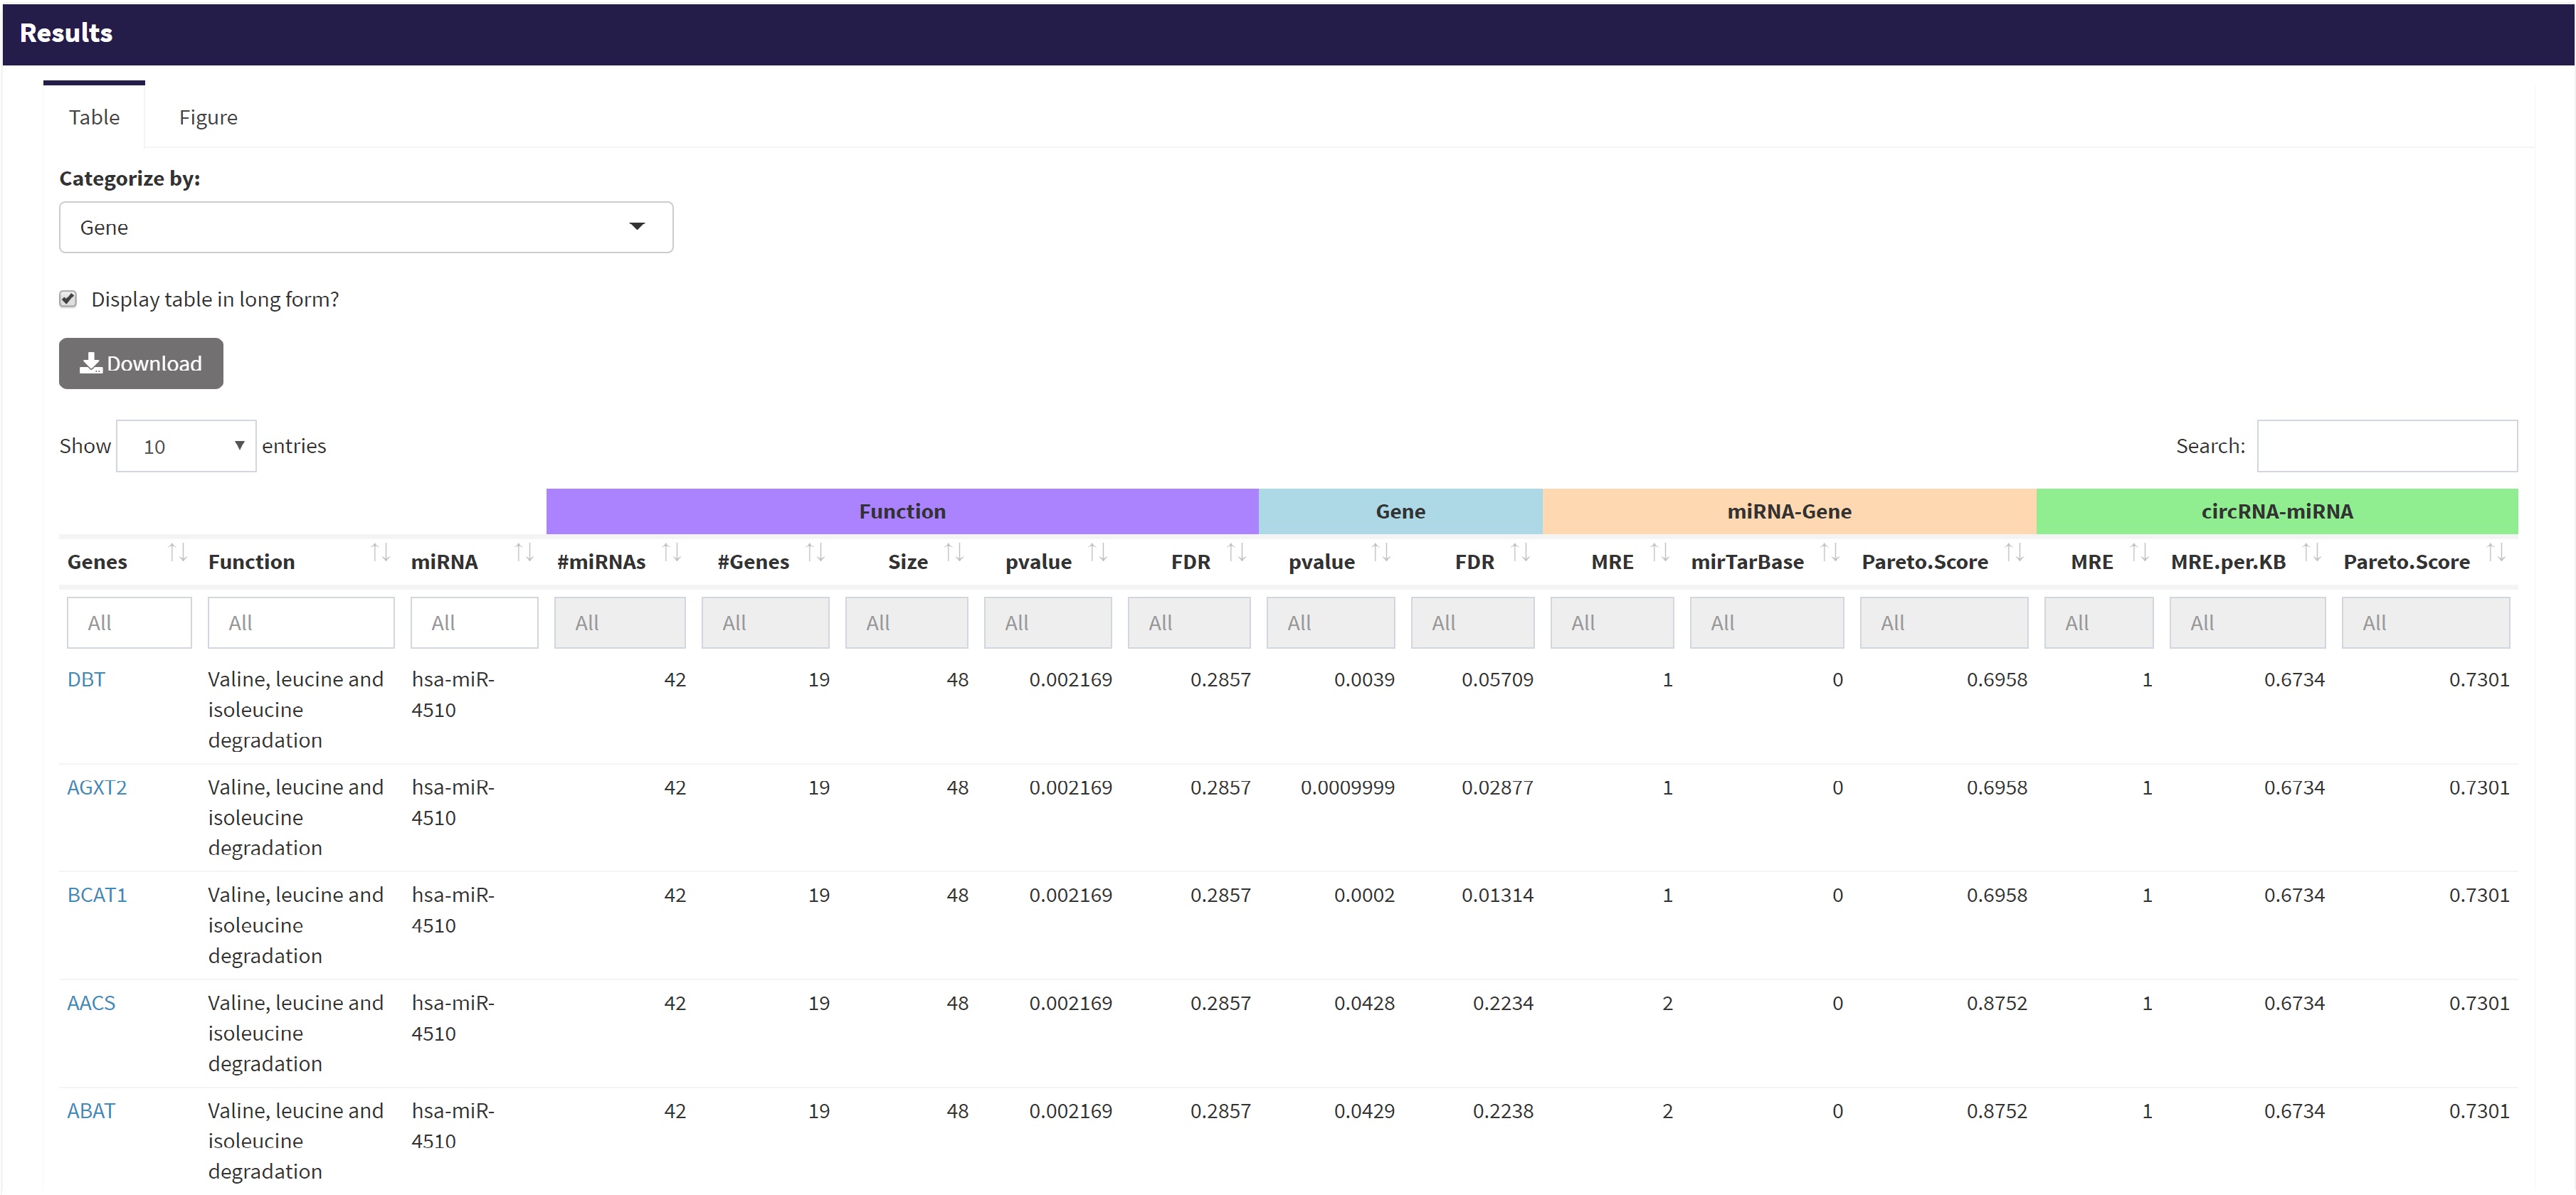 Results
Table Figure
Categorize by:
Gene
Display table in long form?
Download
Show 10 entries Search:
Function Gene miRNA-Gene circRNA-miRNA
Genes Function miRNA #miRNAs #Genes Size pvalue FDR pvalue FDR MRE mirTarBase Pareto.Score MRE MRE.per.KB Pareto.Score
All All All All All All All All All All All All All All All All
DBT Valine, leucine and hsa-miR- 42 19 48 0.002169 0.2857 0.0039 0.05709 1 0 0.6958 1 0.6734 0.7301
isoleucine 4510
degradation
AGXT2 Valine, leucine and hsa-miR- 42 19 48 0.002169 0.2857 0.0009999 0.02877 1 0 0.6958 1 0.6734 0.7301
isoleucine 4510
degradation
BCAT1 Valine, leucine and hsa-miR- 42 19 48 0.002169 0.2857 0.0002 0.01314 1 0 0.6958 1 0.6734 0.7301
isoleucine 4510
degradation
AACS Valine, leucine and hsa-miR- 42 19 48 0.002169 0.2857 0.0428 0.2234 2 0 0.8752 1 0.6734 0.7301
isoleucine 4510
degradation
ABAT Valine, leucine and hsa-miR- 42 19 48 0.002169 0.2857 0.0429 0.2238 2 0 0.8752 1 0.6734 0.7301
isoleucine 4510
degradation